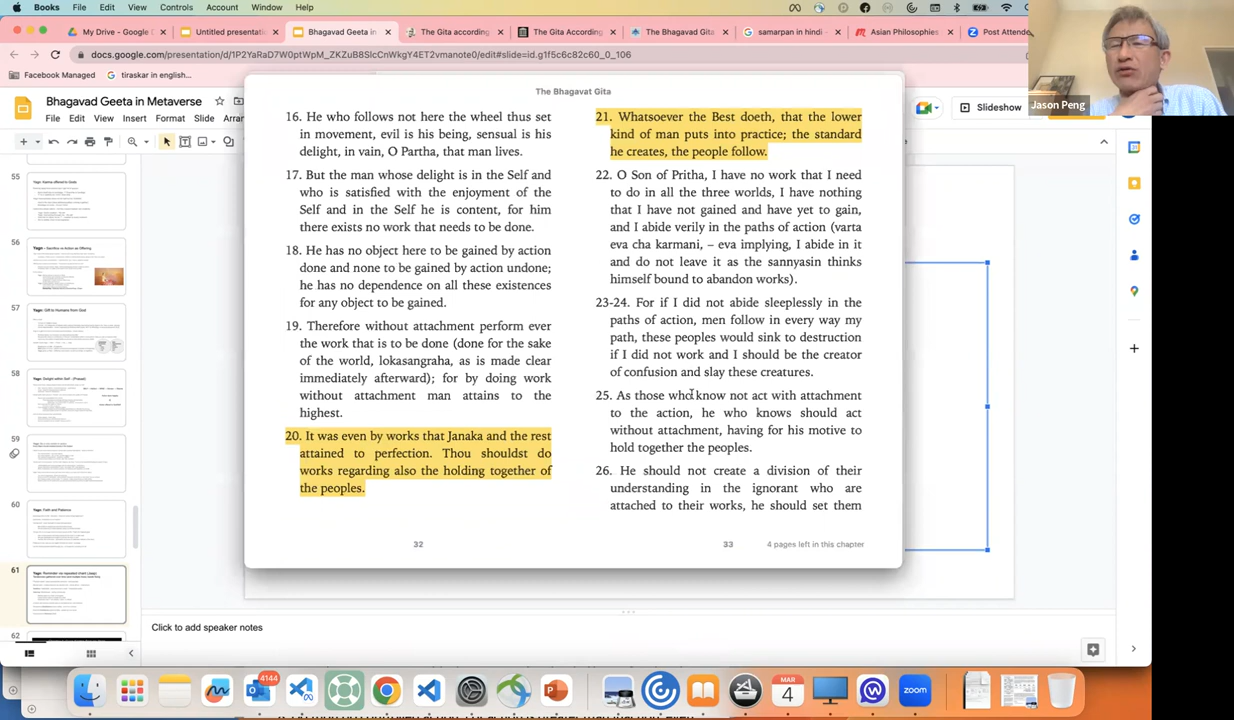 Books File Edit View Controls Account Window Help
My Drive - Google
Untitled presentatio
Bhagavad Geeta in
The Gita according
The Gita According
The Bhagavad Gi
samarpan in hindi -
Asian Philosophies
Post Attende
docs.google.com/presentation/d/1P2YaRaD7W0ptWpM_ZKZuB8SlcCnWkgY4ET2vmanote0/edit#slide=id.g1f5c6c82c60_0_106
Facebook Managed
tiraskar in english...
Jason Peng
Bhagavad Geeta in Metaverse
File Edit View Insert Format Slide Arran
Slideshow
The Bhagavat Gita
16. He who follows not here the wheel thus set
in movement, evil is his being, sensual is his
delight, in vain, O Partha, that man lives.
17. But the man whose delight is in the Self and
who is satisfied with the enjoyment of the
Self and in the Self he is content, for him
there exists no work that needs to be done.
18. He has no object here to be gained by action
done and none to be gained by action undone;
he has no dependence on all these existences
for any object to be gained.
19. Therefore without attachment perform ever
the work that is to be done (done for the sake
of the world, lokasangraha, as is made clear
immediately afterward); for by doing work
without attachment man attains to the
highest.
20. It was even by works that Janaka and the rest
attained to perfection. Thou shouldst do
works regarding also the holding together of
the peoples.
32
21. Whatsoever the Best doeth, that the lower
kind of man puts into practice; the standard
he creates, the people follow.
22. O Son of Pritha, I have no work that I need
to do in all the three worlds, I have nothing
that I have not gained and have yet to gain,
and I abide verily in the paths of action (varta
eva cha karmani, – eva implying, I abide in it
and do not leave it as the sannyasin thinks
himself bound to abandon works).
23-24. For if I did not abide sleeplessly in the
paths of action, men follow in every way my
path, these peoples would sink to destruction
if I did not work and I should be the creator
of confusion and slay these creatures.
25. As those who know not act with attachment
to the action, he who knows should act
without attachment, having for his motive to
hold together the peoples.
26. He should not create a division of their
understanding in the ignorant who are
attached to their works, he should set them
33
4 pages left in this chapter
55
56
57
58
59
60
61
62
Click to add speaker notes
4144
MAR
4
zoom